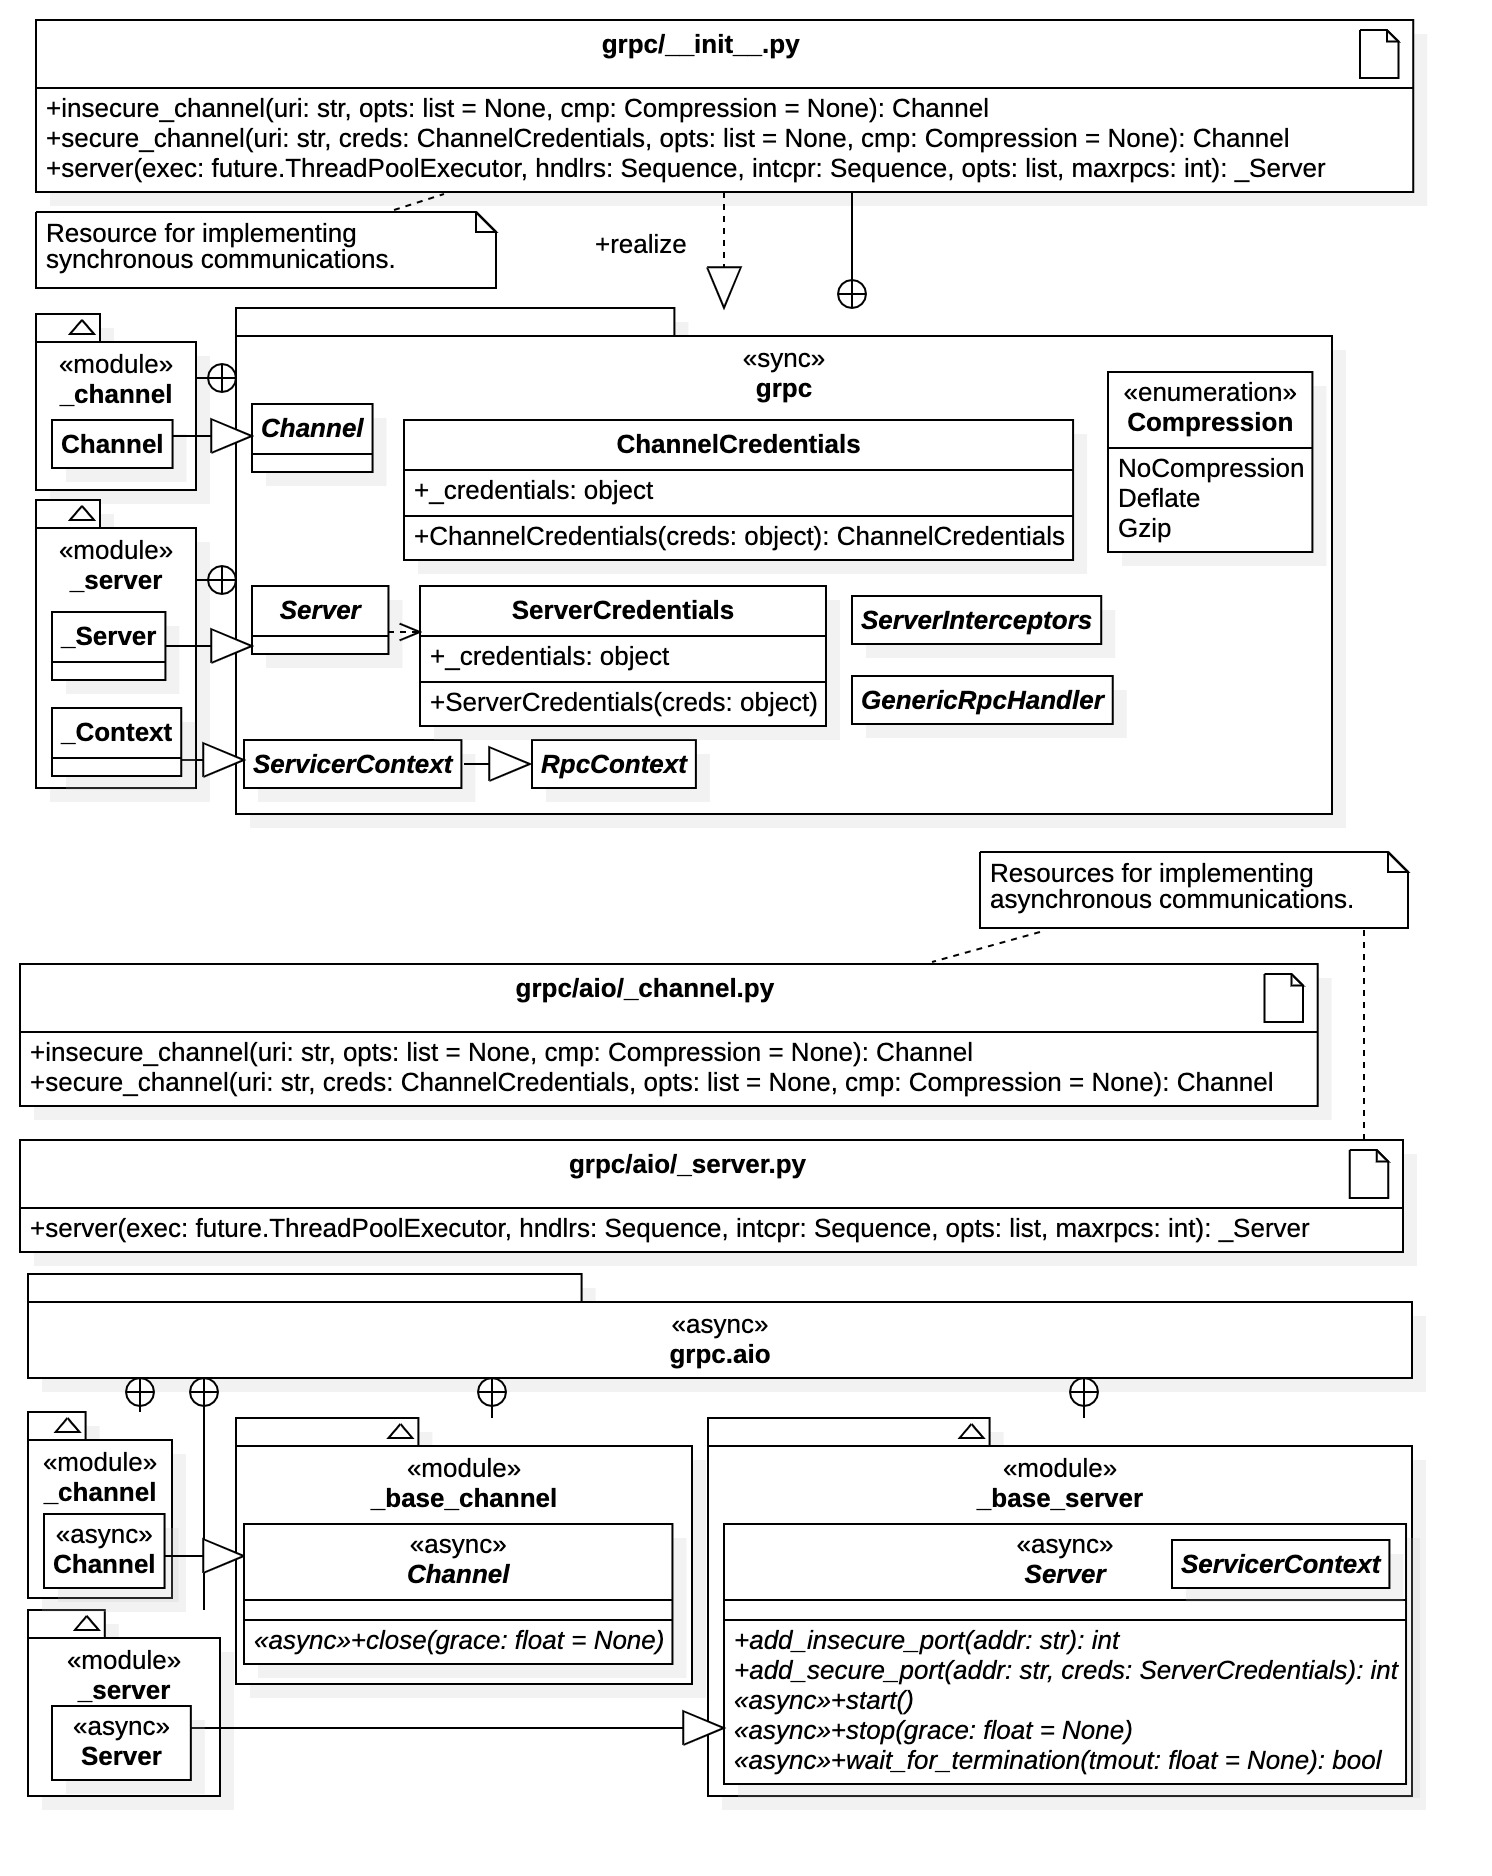 grpc/__init__.py
+insecure_channel(uri: str, opts: list = None, cmp: Compression = None): Channel
+secure_channel(uri: str, creds: ChannelCredentials, opts: list = None, cmp: Compression = None): Channel
+server(exec: future.ThreadPoolExecutor, hndlrs: Sequence, intcpr: Sequence, opts: list, maxrpcs: int): _Server
Resource for implementing
synchronous communications.
+realize
«module»
_channel
Channel
«module»
_server
_Server
_Context
«sync»
grpc
Channel
ChannelCredentials
+_credentials: object
+ChannelCredentials(creds: object): ChannelCredentials
«enumeration»
Compression
NoCompression
Deflate
Gzip
Server
ServerCredentials
+_credentials: object
+ServerCredentials(creds: object)
ServerInterceptors
GenericRpcHandler
ServicerContext
RpcContext
Resources for implementing
asynchronous communications.
grpc/aio/_channel.py
+insecure_channel(uri: str, opts: list = None, cmp: Compression = None): Channel
+secure_channel(uri: str, creds: ChannelCredentials, opts: list = None, cmp: Compression = None): Channel
grpc/aio/_server.py
+server(exec: future.ThreadPoolExecutor, hndlrs: Sequence, intcpr: Sequence, opts: list, maxrpcs: int): _Server
«async»
grpc.aio
«module»
_channel
«async»
Channel
«module»
_base_channel
«async»
Channel
«async»+close(grace: float = None)
«module»
_base_server
«async»
Server
ServicerContext
+add_insecure_port(addr: str): int
+add_secure_port(addr: str, creds: ServerCredentials): int
«async»+start()
«async»+stop(grace: float = None)
«async»+wait_for_termination(tmout: float = None): bool
«module»
_server
«async»
Server